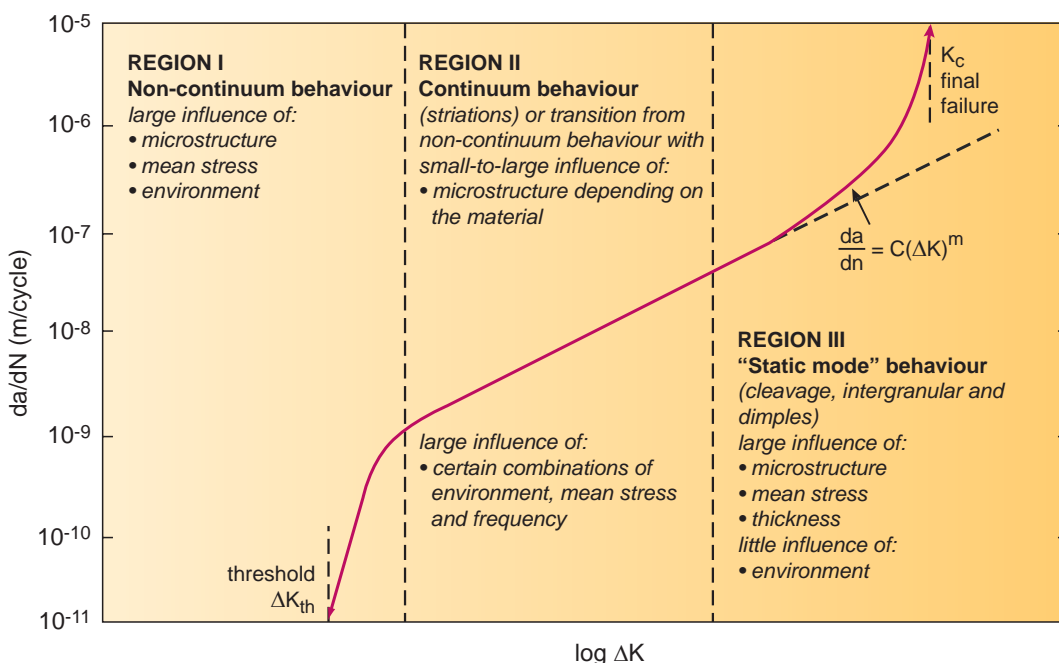 10-5
10-6
10-7
10-8
10-9
10-10
10-11
da/dN (m/cycle)
REGION I
Non-continuum behaviour
large influence of:
• microstructure
• mean stress
• environment
threshold
ΔKth
REGION II
Continuum behaviour
(striations) or transition from
non-continuum behaviour with
small-to-large influence of:
• microstructure depending on
the material
large influence of:
• certain combinations of
environment, mean stress
and frequency
Kc
final
failure
da
dn
= C(ΔK)m
REGION III
“Static mode” behaviour
(cleavage, intergranular and
dimples)
large influence of:
• microstructure
• mean stress
• thickness
little influence of:
• environment
log ΔK